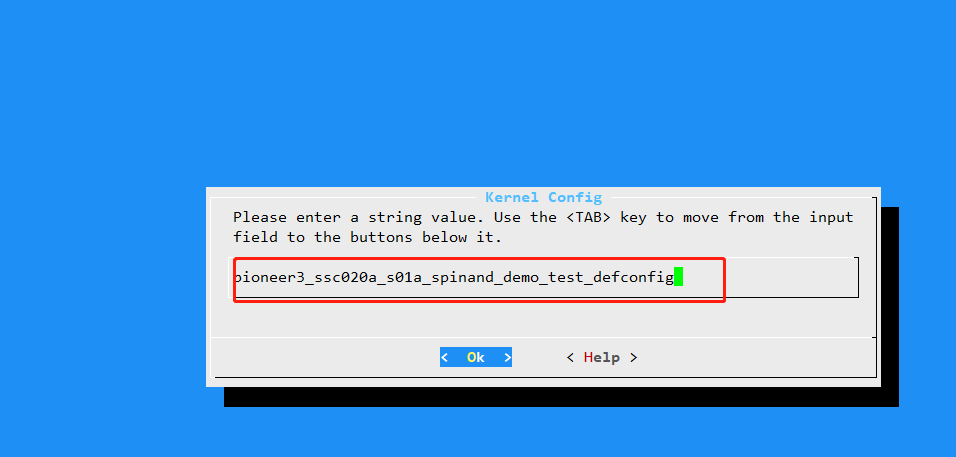 Kernel Config
Please enter a string value. Use the <TAB> key to move from the input
field to the buttons below it.
pioneer3_ssc020a_s01a_spinand_demo_test_defconfig
< Ok > < Help >